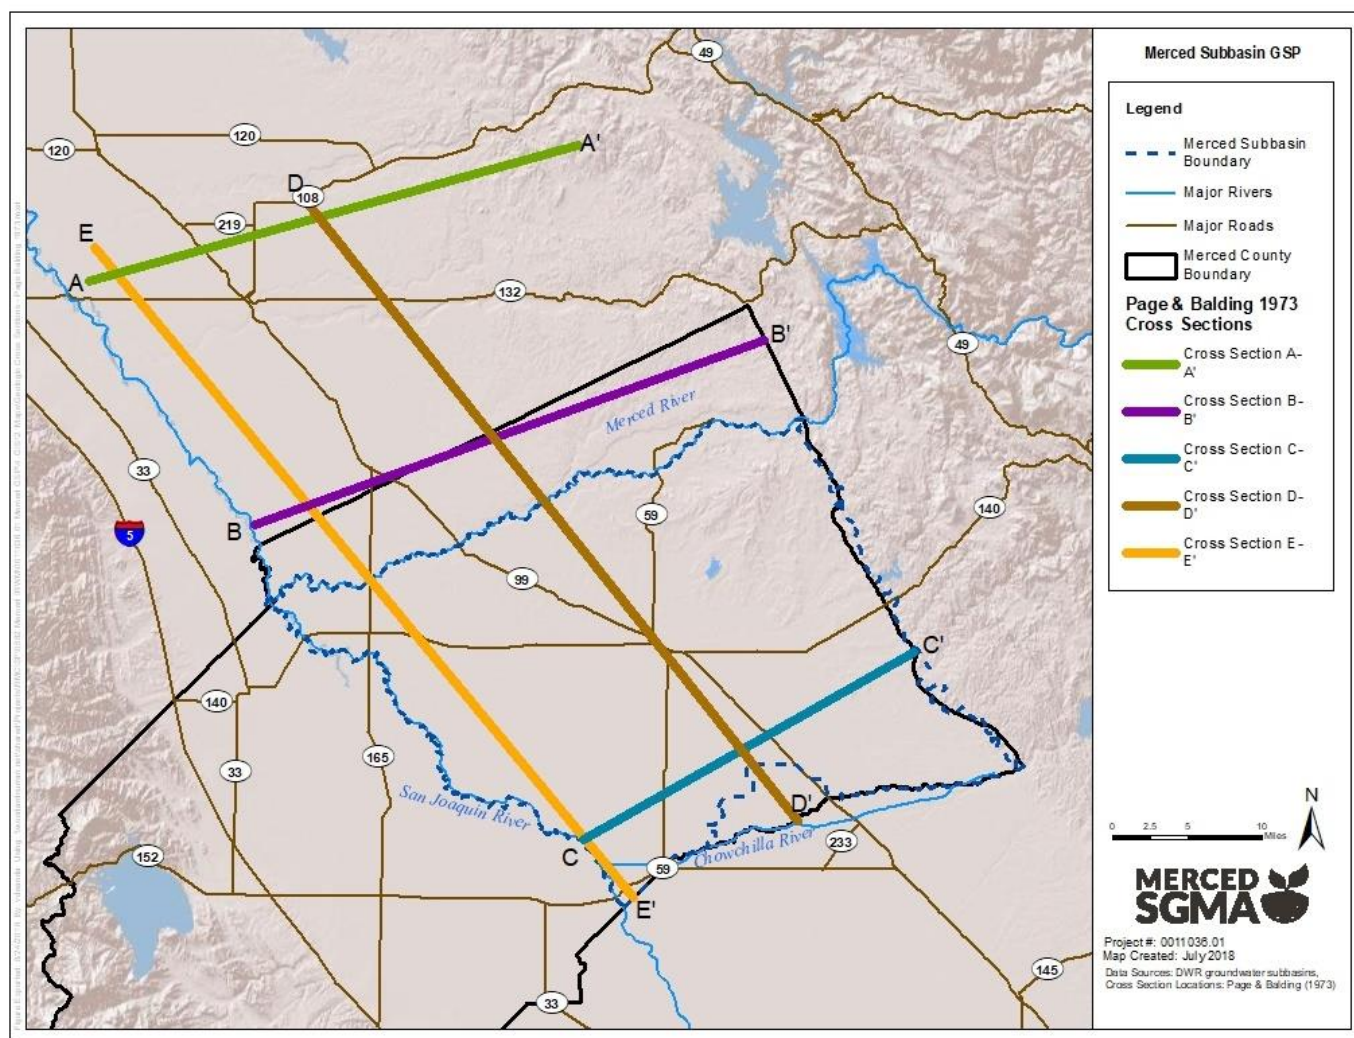 49
120
120
A'
D
108
219
E
A
132
B'
49
Merced River
33
B
5
59
140
99
C'
140
165
33
San Joaquin River
D'
C
152
Chowchilla River
233
59
E'
145
33
Merced Subbasin GSP
Legend
Merced Subbasin
Boundary
Major Rivers
Major Roads
Merced County
Boundary
Page & Balding 1973
Cross Sections
Cross Section A-
A'
Cross Section B-
B'
Cross Section C-
C'
Cross Section D-
D'
Cross Section E-
E'
N
0 2.5 5 10
Miles
MERCED
SGMA
Project #: 0011036.01
Map Created: July 2018
Data Sources: DWR groundwater subbasins,
Cross Section Locations: Page & Balding (1973)